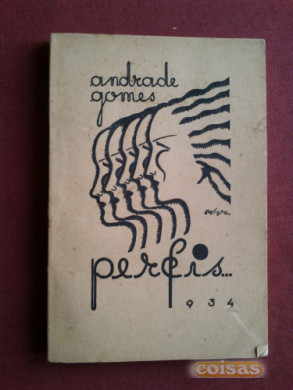 andrade
gomes
perfis...
934
coisas